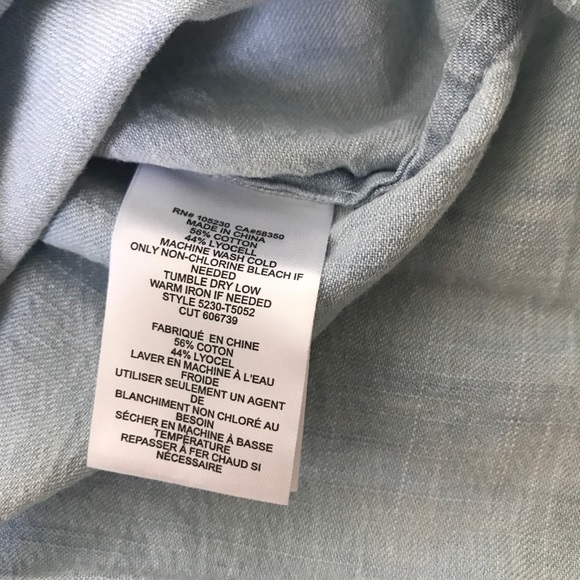 RN# 105230 CA#58350
MADE IN CHINA
56% COTTON
44% LYOCELL
MACHINE WASH COLD
ONLY NON-CHLORINE BLEACH IF
NEEDED
TUMBLE DRY LOW
WARM IRON IF NEEDED
STYLE 5230-T5052
CUT 606739
FABRIQUÉ EN CHINE
56% COTON
44% LYOCEL
LAVER EN MACHINE À L'EAU
FROIDE
UTILISER SEULEMENT UN AGENT
DE
BLANCHIMENT NON CHLORÉ AU
BESOIN
SÉCHER EN MACHINE À BASSE
TEMPÉRATURE
REPASSER À FER CHAUD SI
NÉCESSAIRE